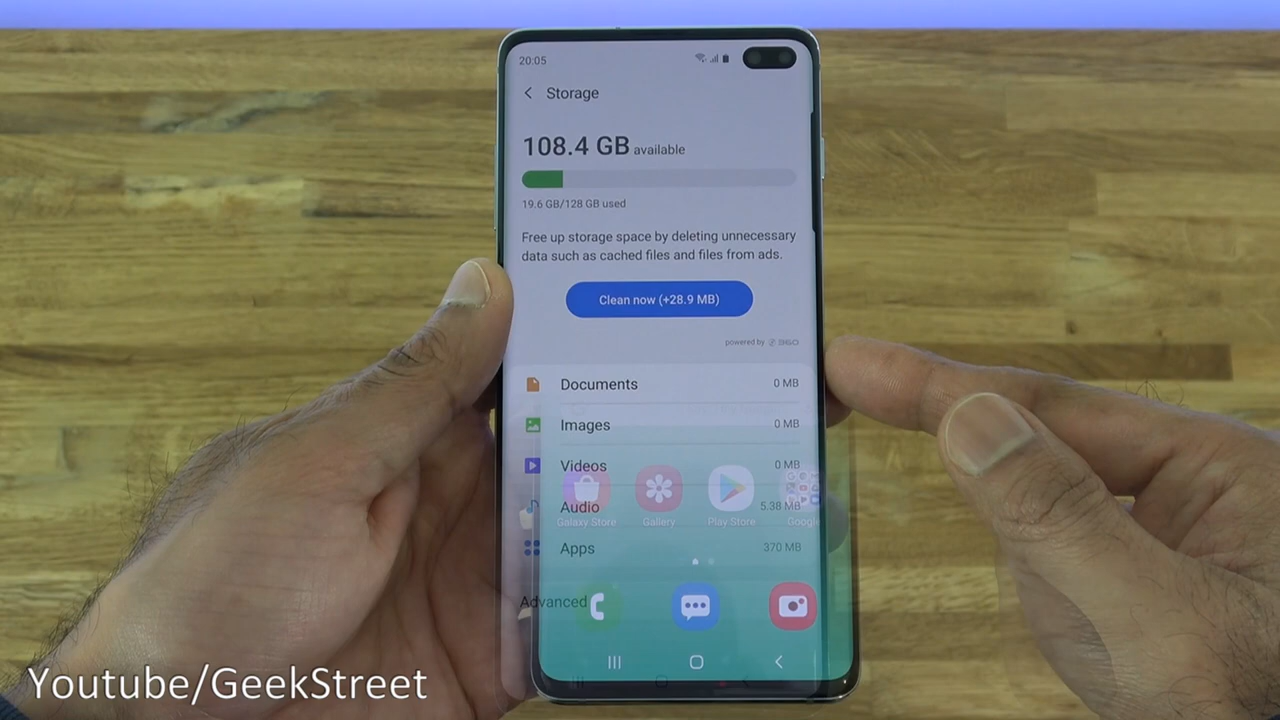 20:05
Storage
108.4 GB available
19.6 GB/128 GB used
Free up storage space by deleting unnecessary
data such as cached files and files from ads.
Clean now (+28.9 MB)
powered by
Documents 0 MB
Images 0 MB
Videos 0 MB
Audio 5.38 MB
Galaxy Store Gallery Play Store Google
Apps 370 MB
Advanced
Youtube/GeekStreet